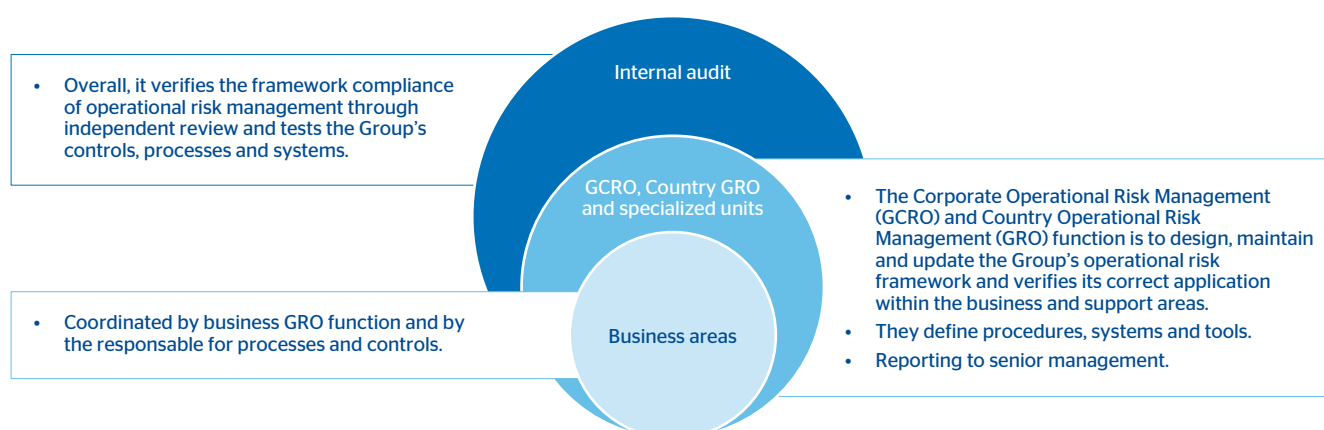 Internal audit
• Overall, it verifies the framework compliance
of operational risk management through
independent review and tests the Group's
controls, processes and systems.
GCRO, Country GRO
and specialized units
• The Corporate Operational Risk Management
(GCRO) and Country Operational Risk
Management (GRO) function is to design, maintain
and update the Group's operational risk
framework and verifies its correct application
within the business and support areas.
• They define procedures, systems and tools.
• Reporting to senior management.
• Coordinated by business GRO function and by
the responsible for processes and controls.
Business areas